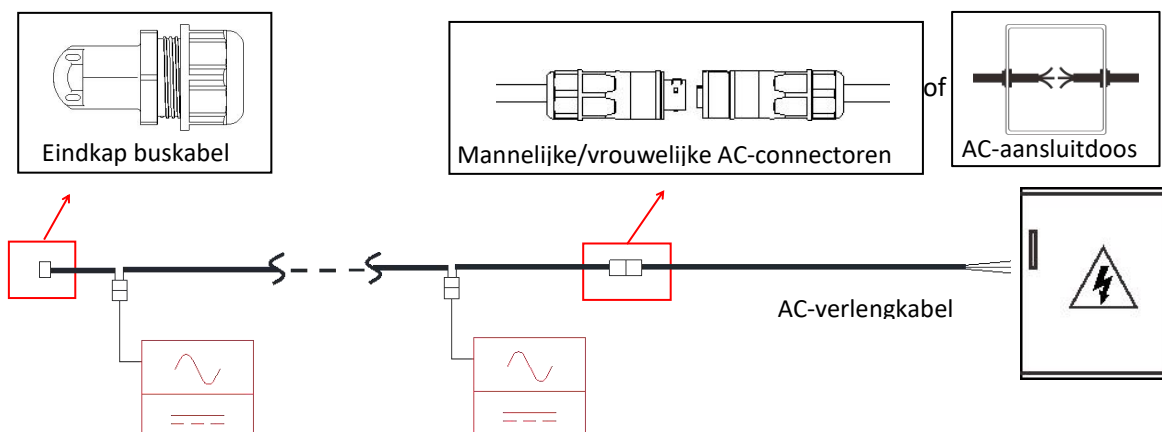 Eindkap buskabel
Mannelijke/vrouwelijke AC-connectoren
of
AC-aansluitdoos
AC-verlengkabel